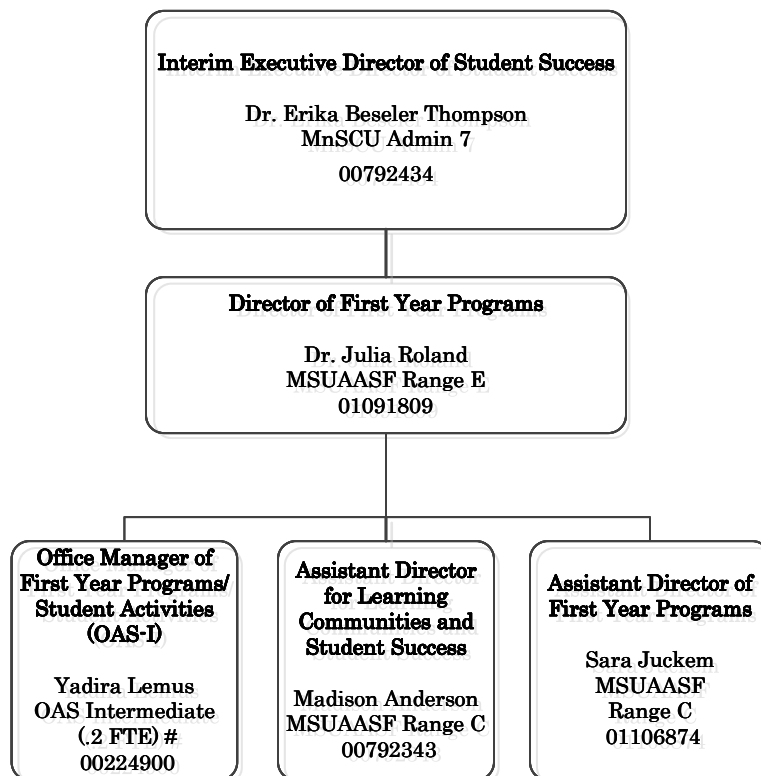 Interim Executive Director of Student Success
Dr. Erika Beseler Thompson
MnSCU Admin 7
00792434
Director of First Year Programs
Dr. Julia Roland
MSUAASF Range E
01091809
Office Manager of
First Year Programs/
Student Activities
(OAS-I)
Yadira Lemus
OAS Intermediate
(.2 FTE) #
00224900
Assistant Director
for Learning
Communities and
Student Success
Madison Anderson
MSUAASF Range C
00792343
Assistant Director of
First Year Programs
Sara Juckem
MSUAASF
Range C
01106874